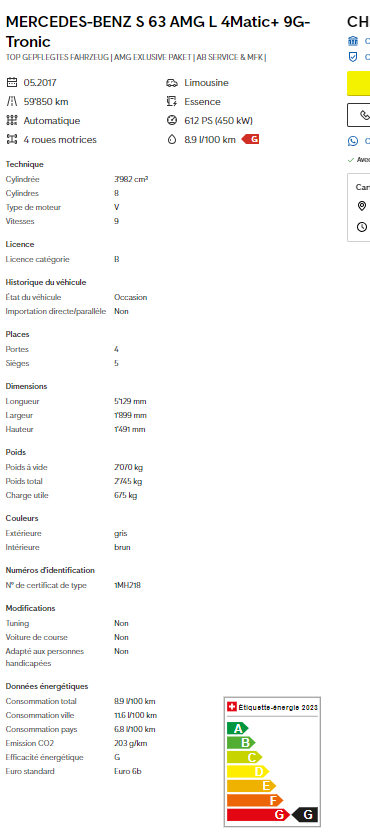 MERCEDES-BENZ S 63 AMG L 4Matic+ 9G-
Tronic
TOP GEPFLEGTES FAHRZEUG | AMG EXLUSIVE PAKET | AB SERVICE & MFK |
05.2017
Limousine
59'850 km
Essence
Automatique
612 PS (450 kW)
4 roues motrices
8.9 l/100 km G
Technique
Cylindrée 3'982 cm³
Cylindres 8
Type de moteur V
Vitesses 9
Licence
Licence catégorie B
Historique du véhicule
État du véhicule Occasion
Importation directe/parallèle Non
Places
Portes 4
Sièges 5
Dimensions
Longueur 5'129 mm
Largeur 1'899 mm
Hauteur 1'491 mm
Poids
Poids à vide 2'070 kg
Poids total 2'745 kg
Charge utile 675 kg
Couleurs
Extérieure gris
Intérieure brun
Numéros d'identification
N° de certificat de type 1MH218
Modifications
Tuning Non
Voiture de course Non
Adapté aux personnes Non
handicapées
Données énergétiques
Consommation total 8.9 l/100 km
Consommation ville 11.6 l/100 km
Consommation pays 6.8 l/100 km
Emission CO2 203 g/km
Efficacité énergétique G
Euro standard Euro 6b
Étiquette-énergie 2023
A
B
C
D
E
F
G G
CH
C
C
C
Avec
Car